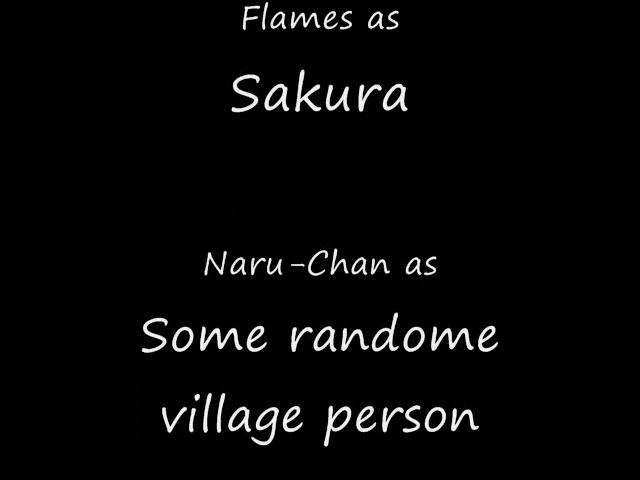 Flames as
Sakura
Naru-Chan as
Some randome
village person